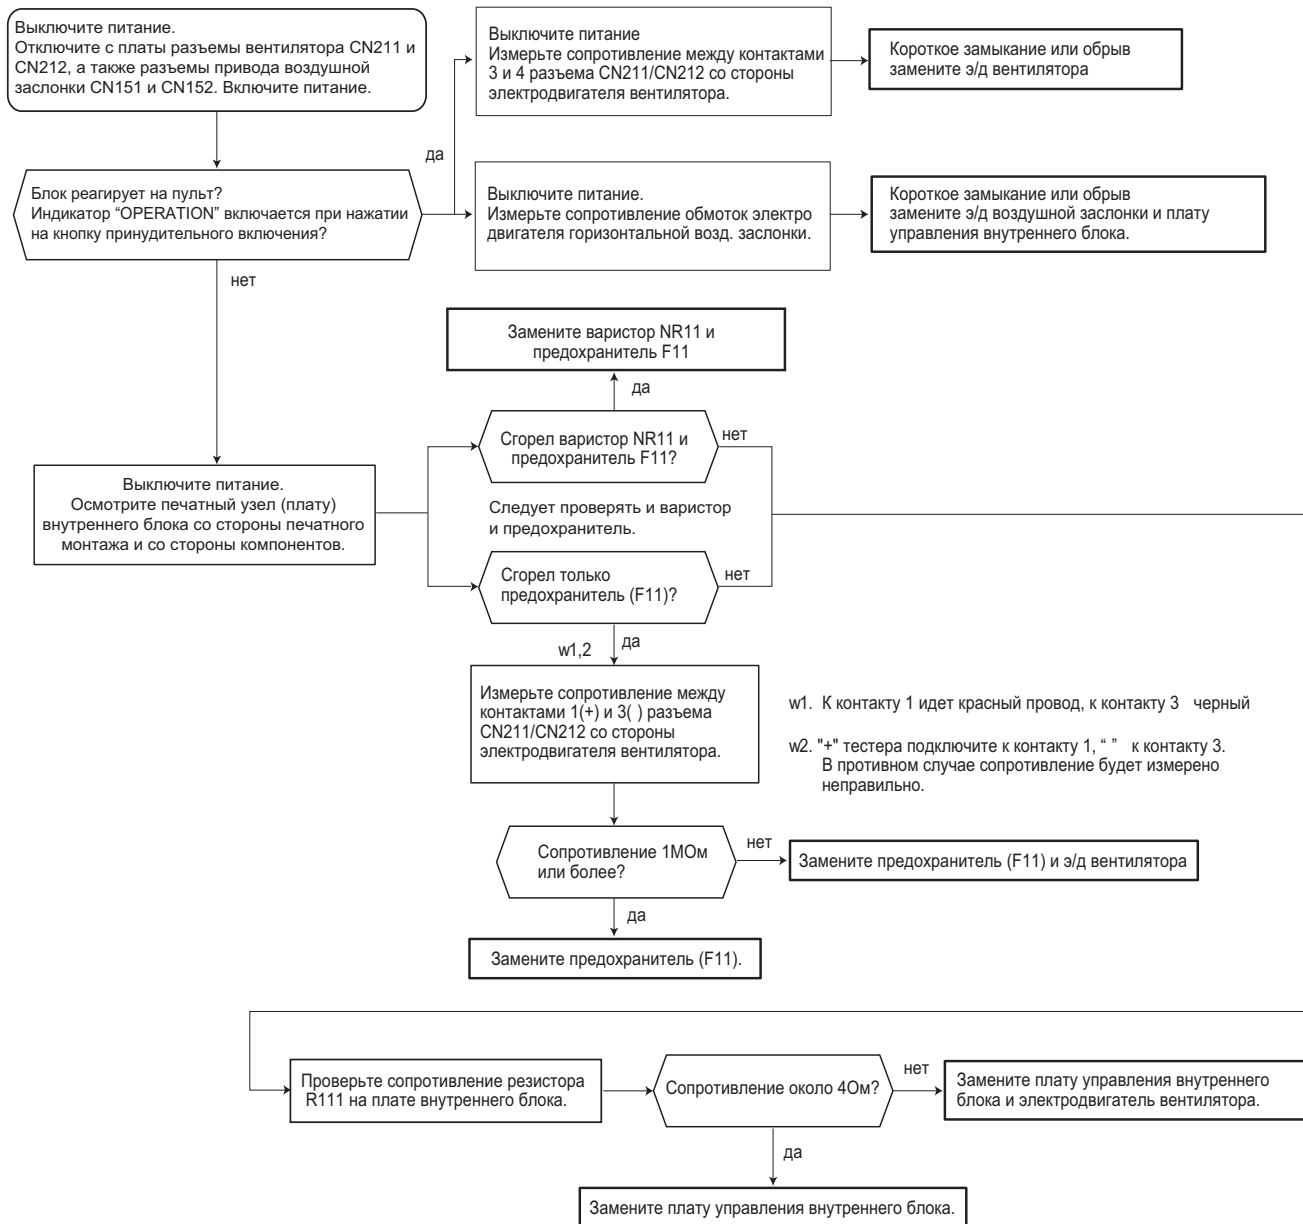 Выключите питание.
Отключите с платы разъемы вентилятора CN211 и
CN212, а также разъемы привода воздушной
заслонки CN151 и CN152. Включите питание.
Выключите питание
Измерьте сопротивление между контактами
3 и 4 разъема CN211/CN212 со стороны
электродвигателя вентилятора.
Короткое замыкание или обрыв
замените э/д вентилятора
да
Блок реагирует на пульт?
Индикатор “OPERATION” включается при нажатии
на кнопку принудительного включения?
Выключите питание.
Измерьте сопротивление обмоток электро
двигателя горизонтальной возд. заслонки.
Короткое замыкание или обрыв
замените э/д воздушной заслонки и плату
управления внутреннего блока.
нет
Замените варистор NR11 и
предохранитель F11
да
Сгорел варистор NR11 и
предохранитель F11?
нет
Выключите питание.
Осмотрите печатный узел (плату)
внутреннего блока со стороны печатного
монтажа и со стороны компонентов.
Следует проверять и варистор
и предохранитель.
Сгорел только
предохранитель (F11)?
нет
да
w1,2
Измерьте сопротивление между
контактами 1(+) и 3( ) разъема
CN211/CN212 со стороны
электродвигателя вентилятора.
w1. К контакту 1 идет красный провод, к контакту 3 черный
w2. "+" тестера подключите к контакту 1, “ ” к контакту 3.
В противном случае сопротивление будет измерено
неправильно.
Сопротивление 1МОм
или более?
нет
Замените предохранитель (F11) и э/д вентилятора
да
Замените предохранитель (F11).
Проверьте сопротивление резистора
R111 на плате внутреннего блока.
Сопротивление около 4Ом?
нет
Замените плату управления внутреннего
блока и электродвигатель вентилятора.
да
Замените плату управления внутреннего блока.